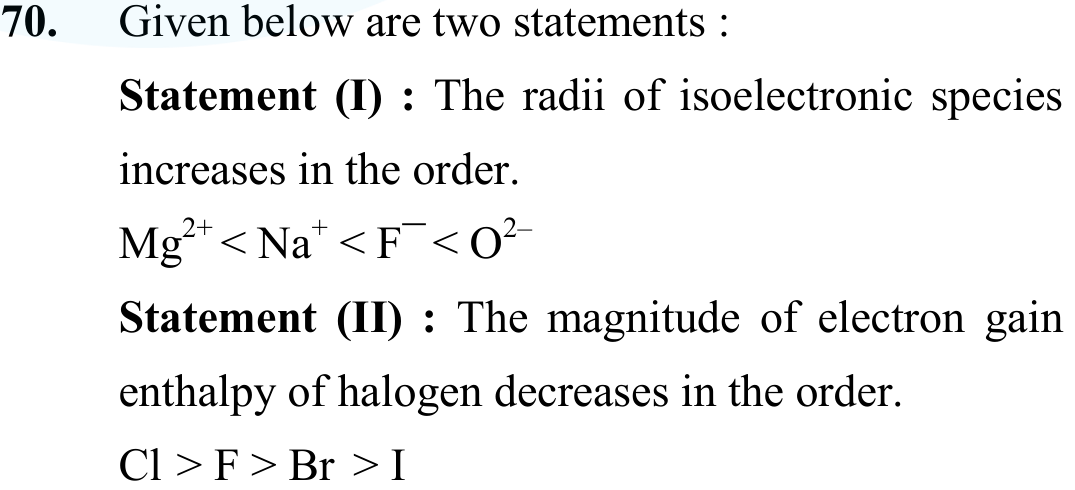 70. Given below are two statements :
Statement (I) : The radii of isoelectronic species
increases in the order.
Mg²⁺ < Na⁺ < F⁻ < O²⁻
Statement (II) : The magnitude of electron gain
enthalpy of halogen decreases in the order.
Cl > F > Br > I